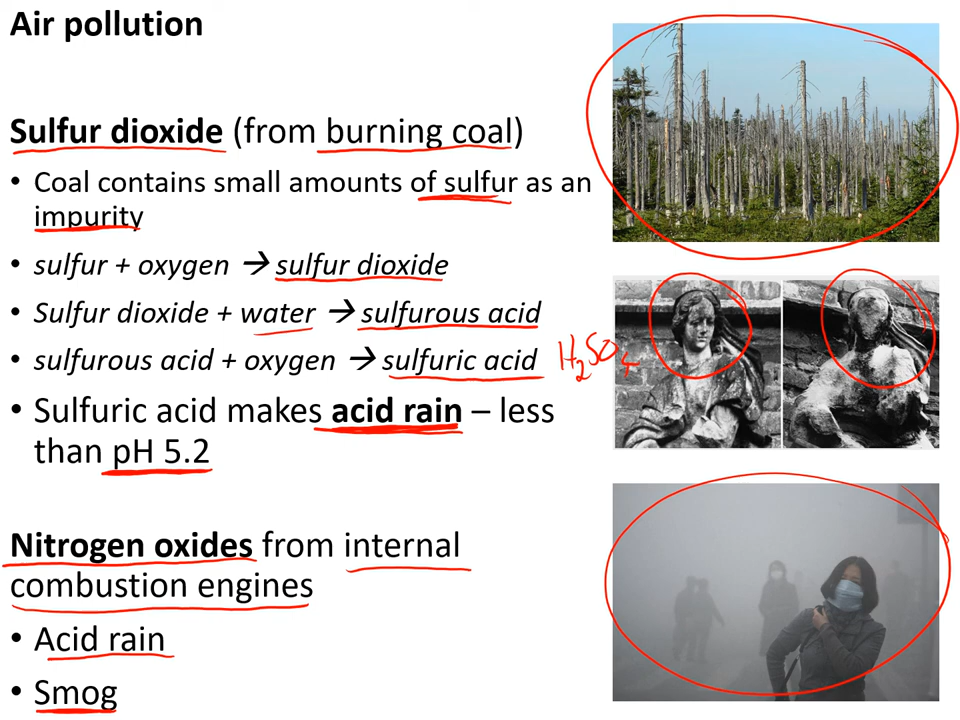 Air pollution
Sulfur dioxide (from burning coal)
• Coal contains small amounts of sulfur as an
impurity
• sulfur + oxygen → sulfur dioxide
• Sulfur dioxide + water → sulfurous acid
• sulfurous acid + oxygen → sulfuric acid H₂SO₄
• Sulfuric acid makes acid rain – less
than pH 5.2
Nitrogen oxides from internal
combustion engines
• Acid rain
• Smog